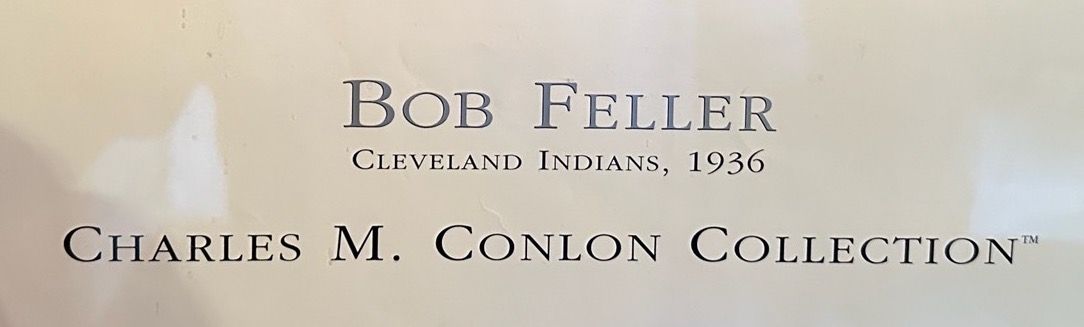 BOB FELLER
CLEVELAND INDIANS, 1936
CHARLES M. CONLON COLLECTION™